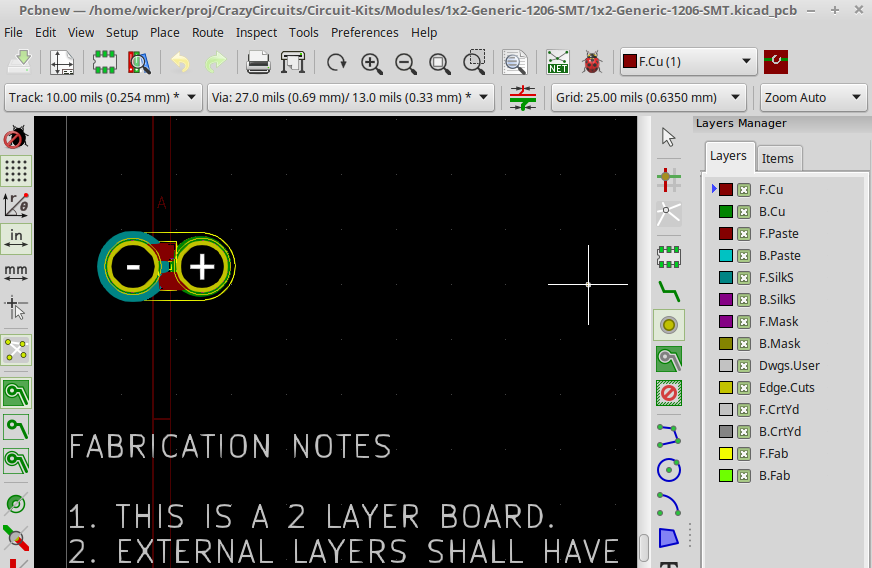 Pcbnew — /home/wicker/proj/CrazyCircuits/Circuit-Kits/Modules/1x2-Generic-1206-SMT/1x2-Generic-1206-SMT.kicad_pcb
File Edit View Setup Place Route Inspect Tools Preferences Help
NET
F.Cu (1)
Track: 10.00 mils (0.254 mm) *
Via: 27.0 mils (0.69 mm)/ 13.0 mils (0.33 mm) *
Grid: 25.00 mils (0.6350 mm)
Zoom Auto
in
mm
A
- +
FABRICATION NOTES
1. THIS IS A 2 LAYER BOARD.
2. EXTERNAL LAYERS SHALL HAVE
Layers Manager
Layers Items
F.Cu
B.Cu
F.Paste
B.Paste
F.SilkS
B.SilkS
F.Mask
B.Mask
Dwgs.User
Edge.Cuts
F.CrtYd
B.CrtYd
F.Fab
B.Fab